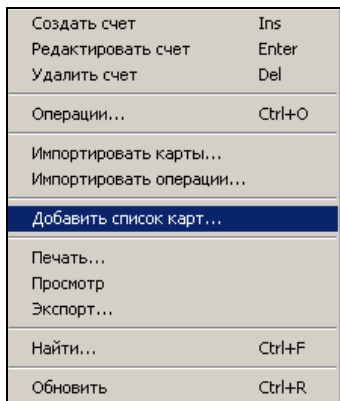 Создать счет Ins
Редактировать счет Enter
Удалить счет Del
Операции... Ctrl+O
Импортировать карты...
Импортировать операции...
Добавить список карт...
Печать...
Просмотр
Экспорт...
Найти... Ctrl+F
Обновить Ctrl+R